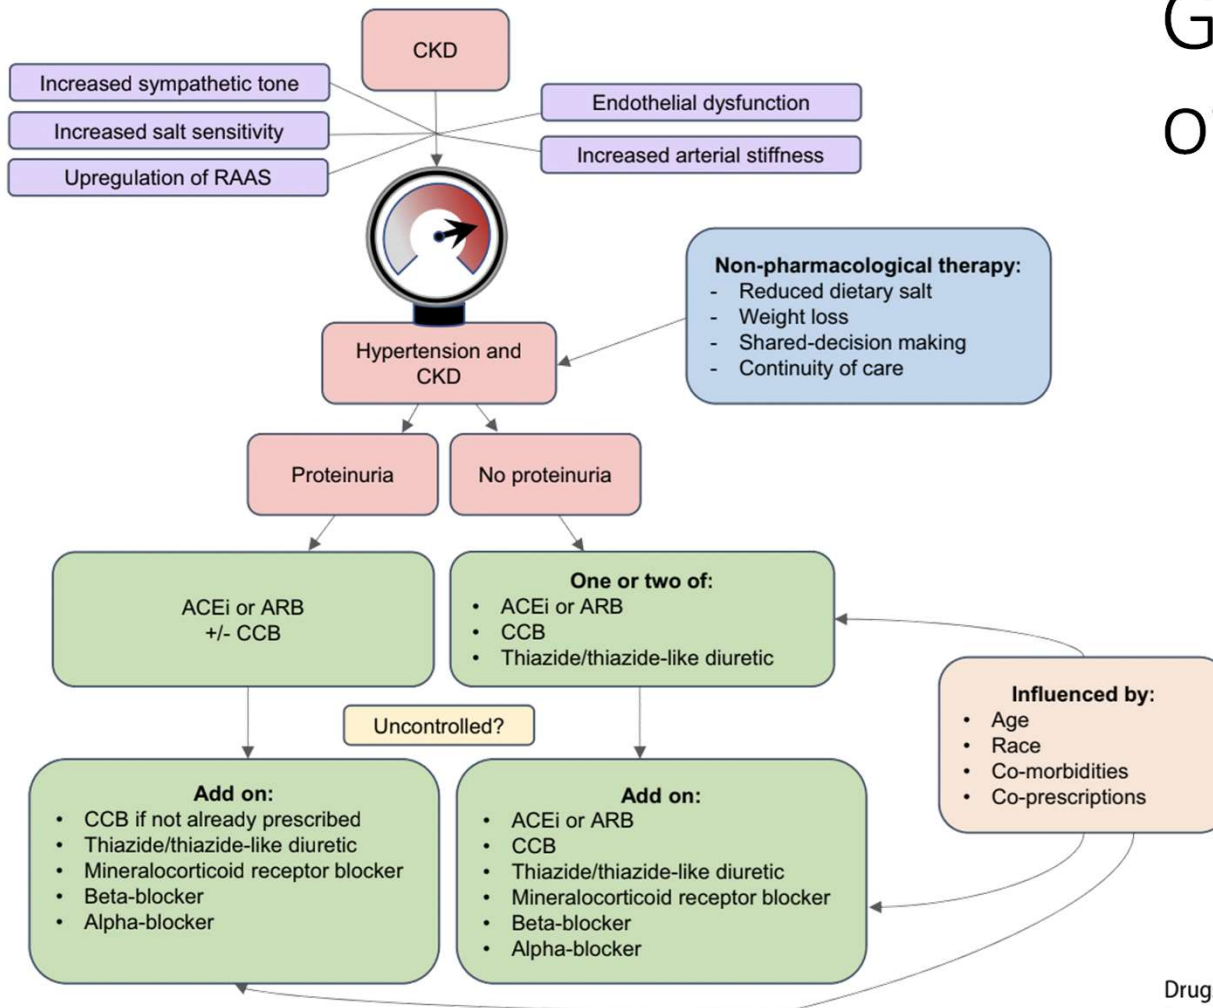 CKD
Increased sympathetic tone
Increased salt sensitivity
Upregulation of RAAS
Endothelial dysfunction
Increased arterial stiffness
Non-pharmacological therapy:
- Reduced dietary salt
- Weight loss
- Shared-decision making
- Continuity of care
Hypertension and
CKD
Proteinuria
No proteinuria
ACEi or ARB
+/- CCB
One or two of:
• ACEi or ARB
• CCB
• Thiazide/thiazide-like diuretic
Influenced by:
• Age
• Race
• Co-morbidities
• Co-prescriptions
Uncontrolled?
Add on:
• CCB if not already prescribed
• Thiazide/thiazide-like diuretic
• Mineralocorticoid receptor blocker
• Beta-blocker
• Alpha-blocker
Add on:
• ACEi or ARB
• CCB
• Thiazide/thiazide-like diuretic
• Mineralocorticoid receptor blocker
• Beta-blocker
• Alpha-blocker
Drug